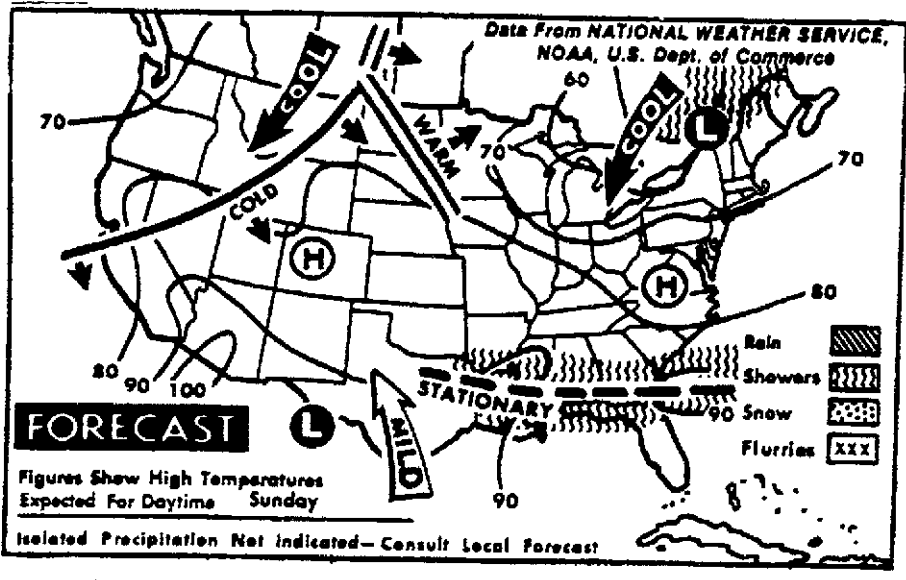 Data From NATIONAL WEATHER SERVICE,
NOAA, U.S. Dept. of Commerce
COOL
60
COOL
L
70
WARM
70
70
COLD
H
H
80
80
90
100
Rain
Showers
Snow
Flurries
XXX
STATIONARY
90
MILD
L
90
FORECAST
Figures Show High Temperatures
Expected For Daytime Sunday
Isolated Precipitation Not Indicated— Consult Local Forecast